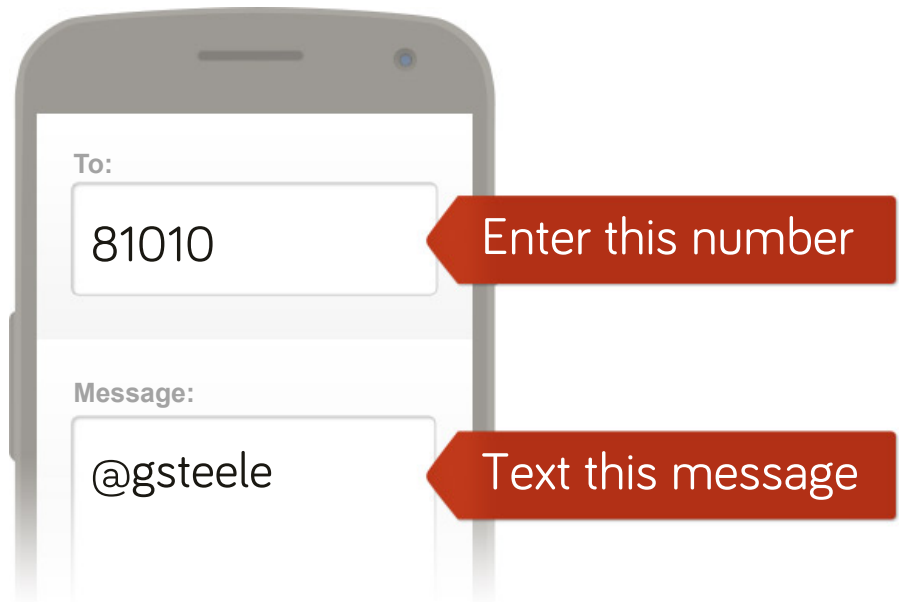 To:
81010
Enter this number
Message:
@gsteele
Text this message